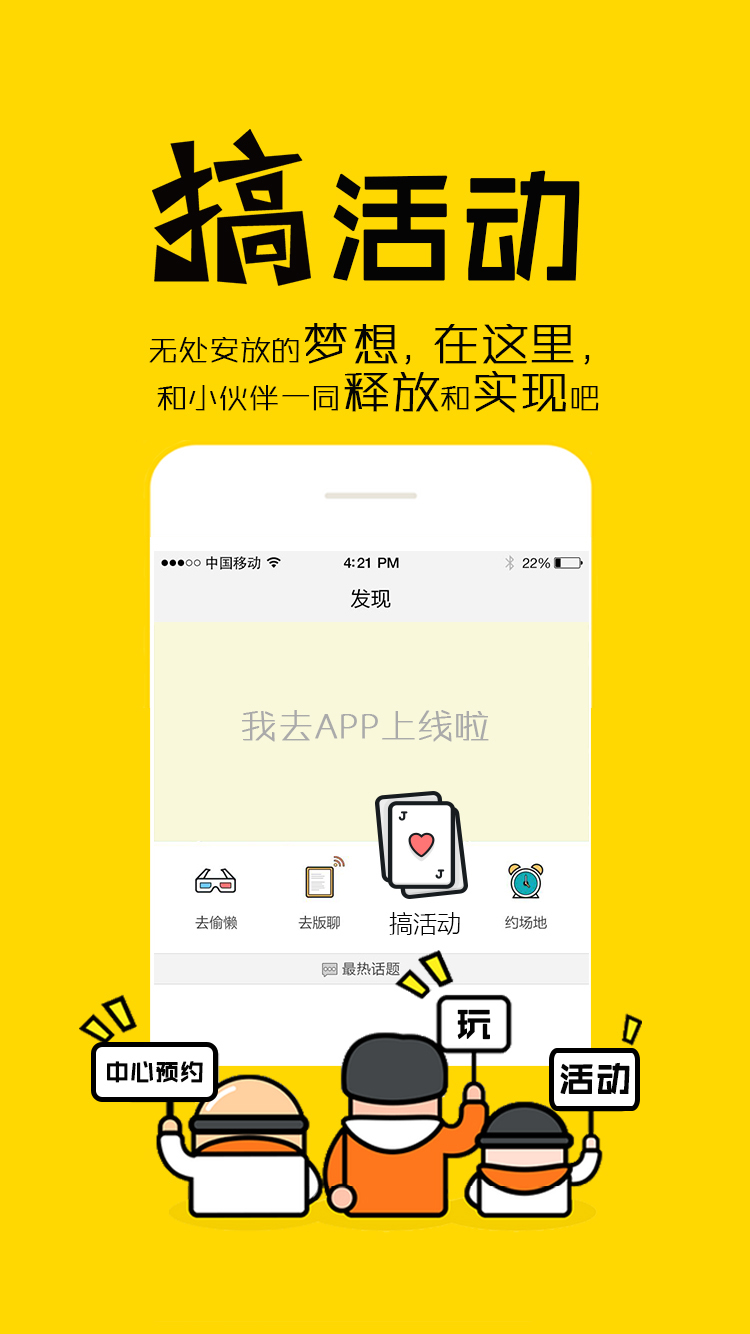 搞活动
无处安放的梦想，在这里，
和小伙伴一同释放和实现吧
中国移动 4:21 PM 22%
发现
我去APP上线啦
J
J
去偷懒 去版聊 搞活动 约场地
最热话题
玩
中心预约
活动